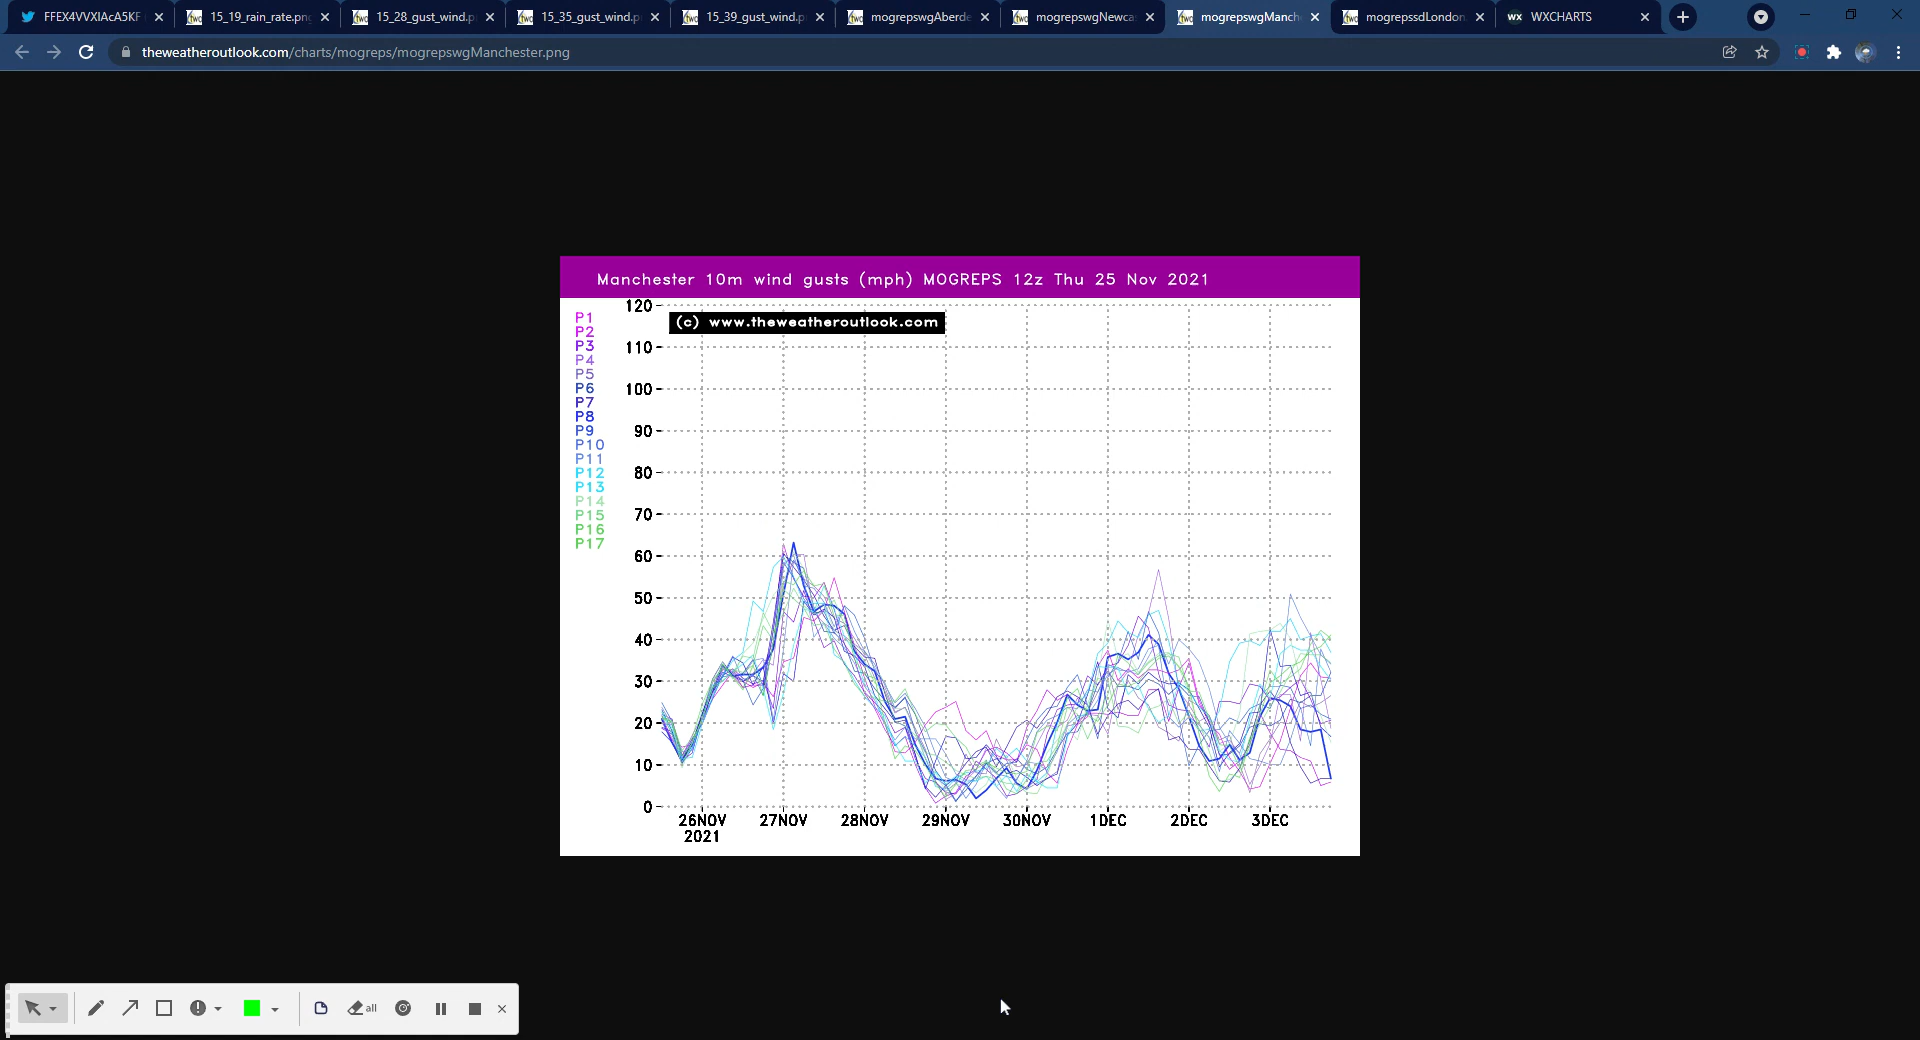 FFEX4VVXIAcA5KF
15_19_rain_rate.pn
15_28_gust_wind.p
15_35_gust_wind.p
15_39_gust_wind.p
mogrepswgAberde
mogrepswgNewca
mogrepswgManch
mogrepssdLondon
WXCHARTS
theweatheroutlook.com/charts/mogreps/mogrepswgManchester.png
Manchester 10m wind gusts (mph) MOGREPS 12z Thu 25 Nov 2021
(c) www.theweatheroutlook.com
P1
P2
P3
P4
P5
P6
P7
P8
P9
P10
P11
P12
P13
P14
P15
P16
P17
120
110
100
90
80
70
60
50
40
30
20
10
0
26NOV 27NOV 28NOV 29NOV 30NOV 1DEC 2DEC 3DEC
2021
all